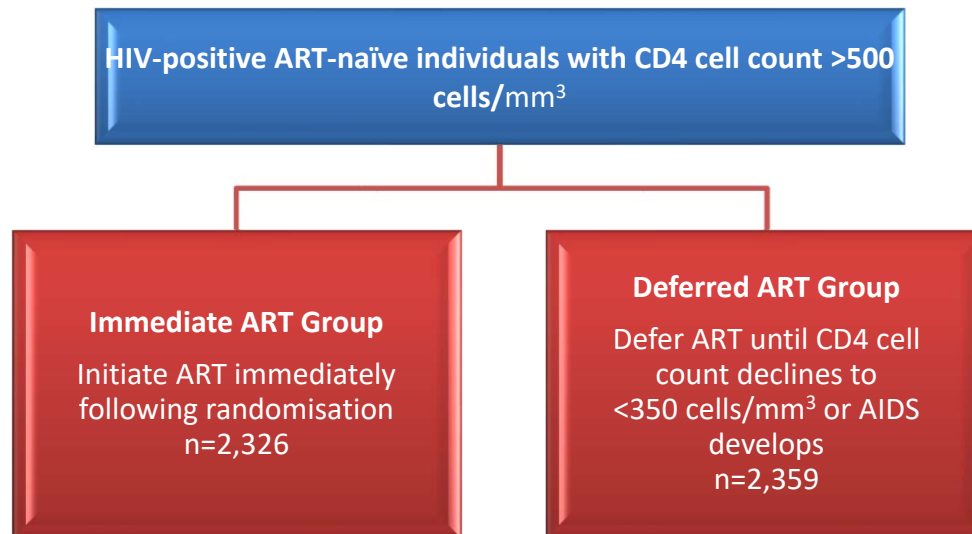 HIV-positive ART-naïve individuals with CD4 cell count >500
cells/mm³
Immediate ART Group
Initiate ART immediately
following randomisation
n=2,326
Deferred ART Group
Defer ART until CD4 cell
count declines to
<350 cells/mm³ or AIDS
develops
n=2,359